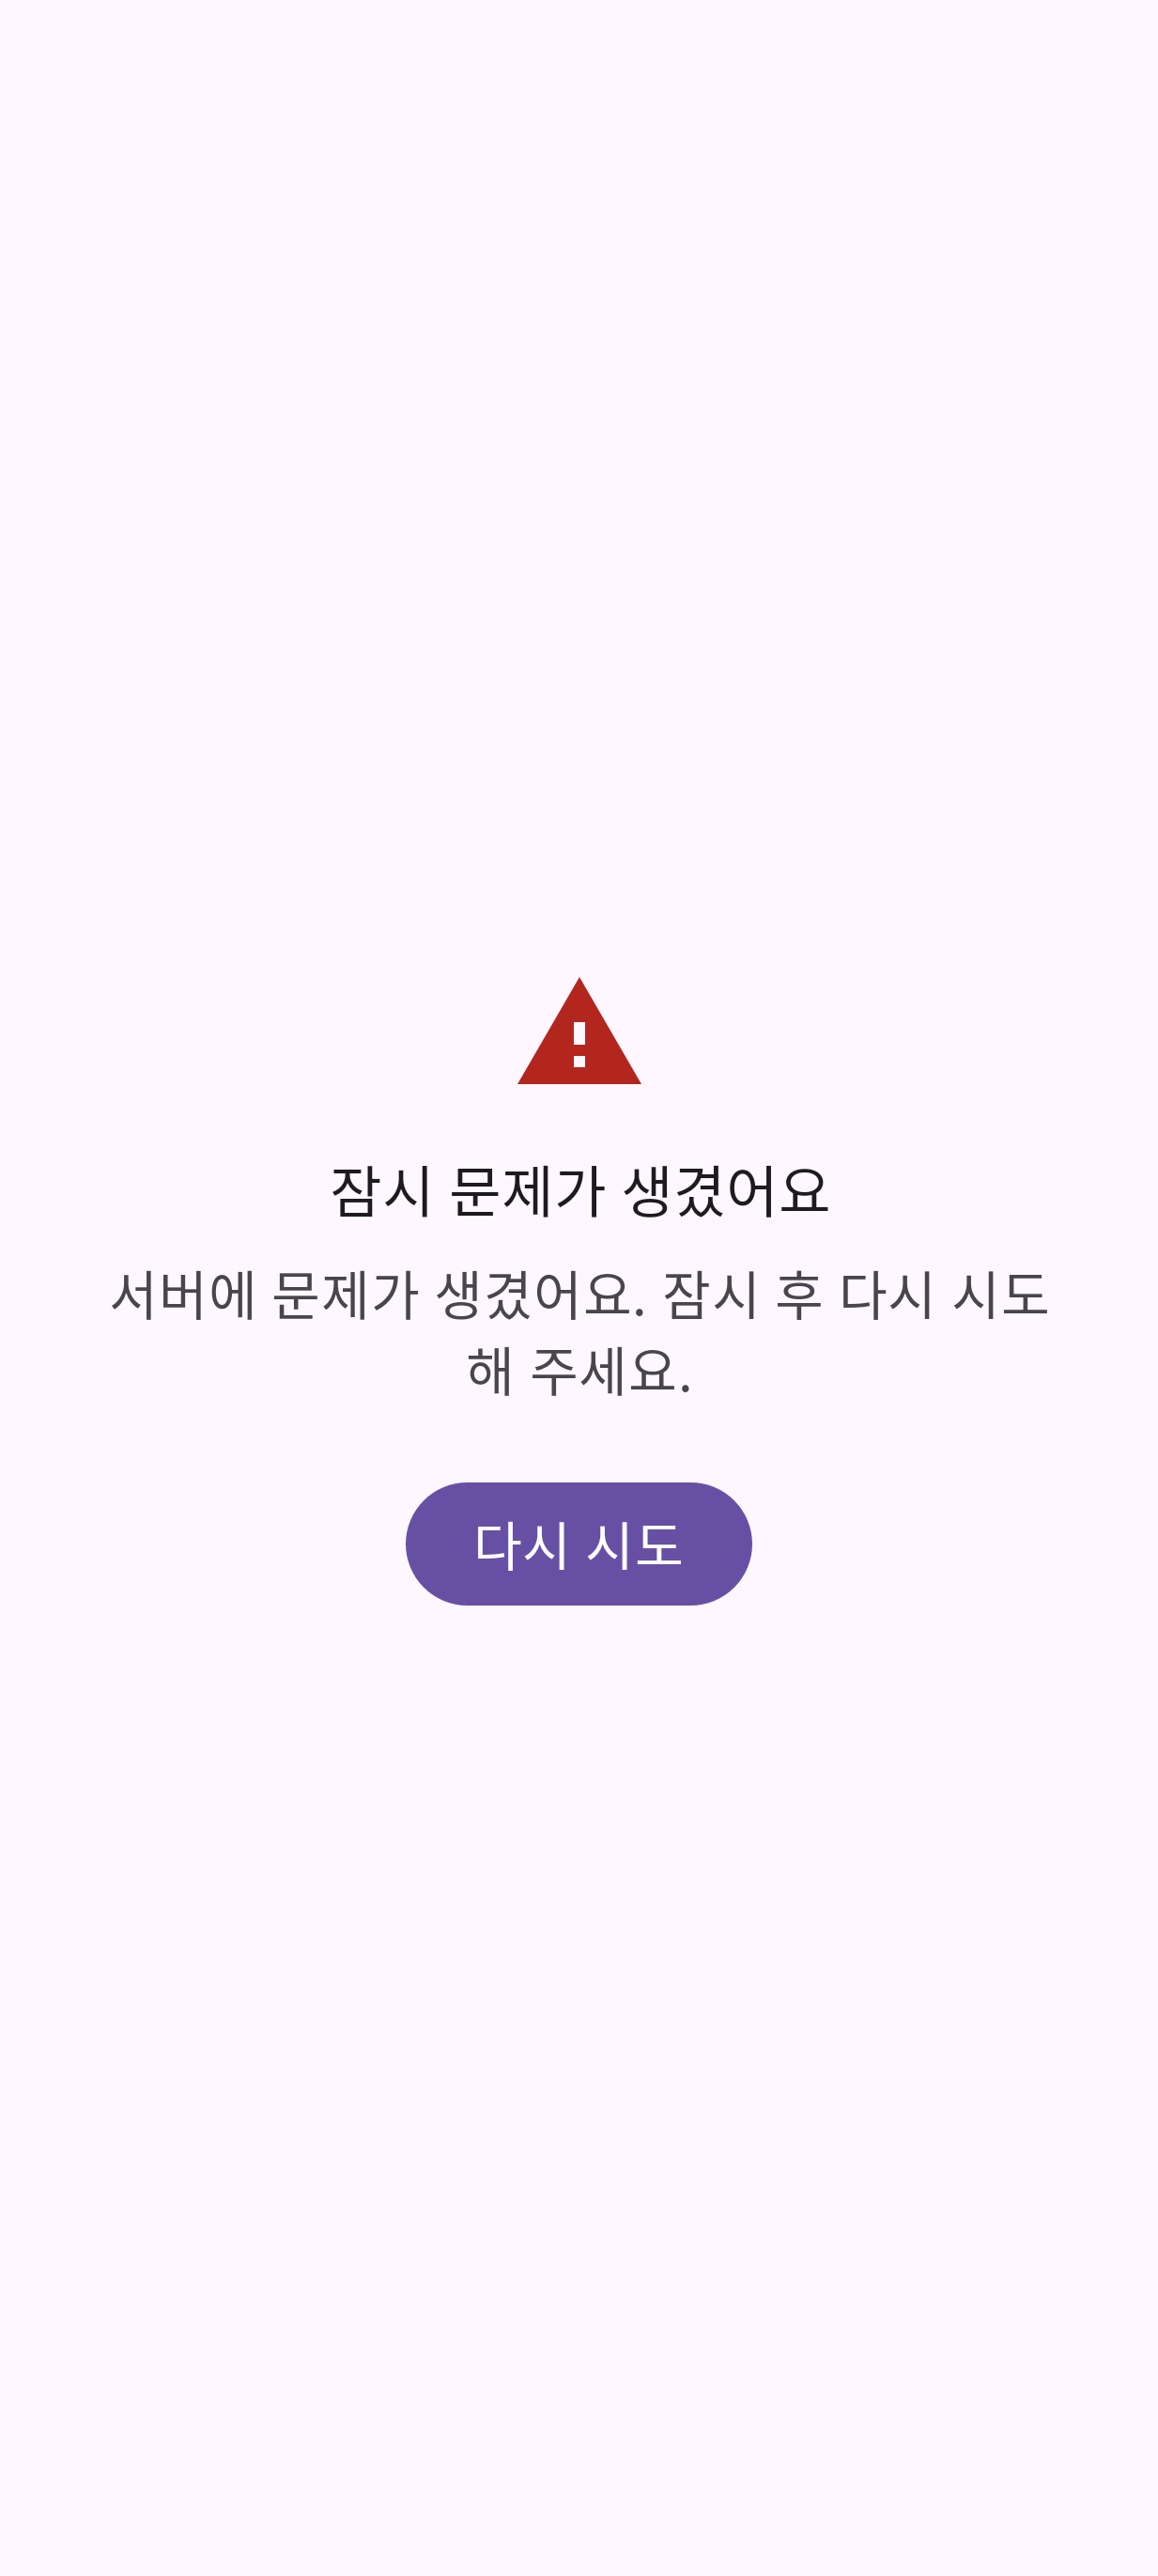 잠시 문제가 생겼어요
서버에 문제가 생겼어요. 잠시 후 다시 시도
해 주세요.
다시 시도